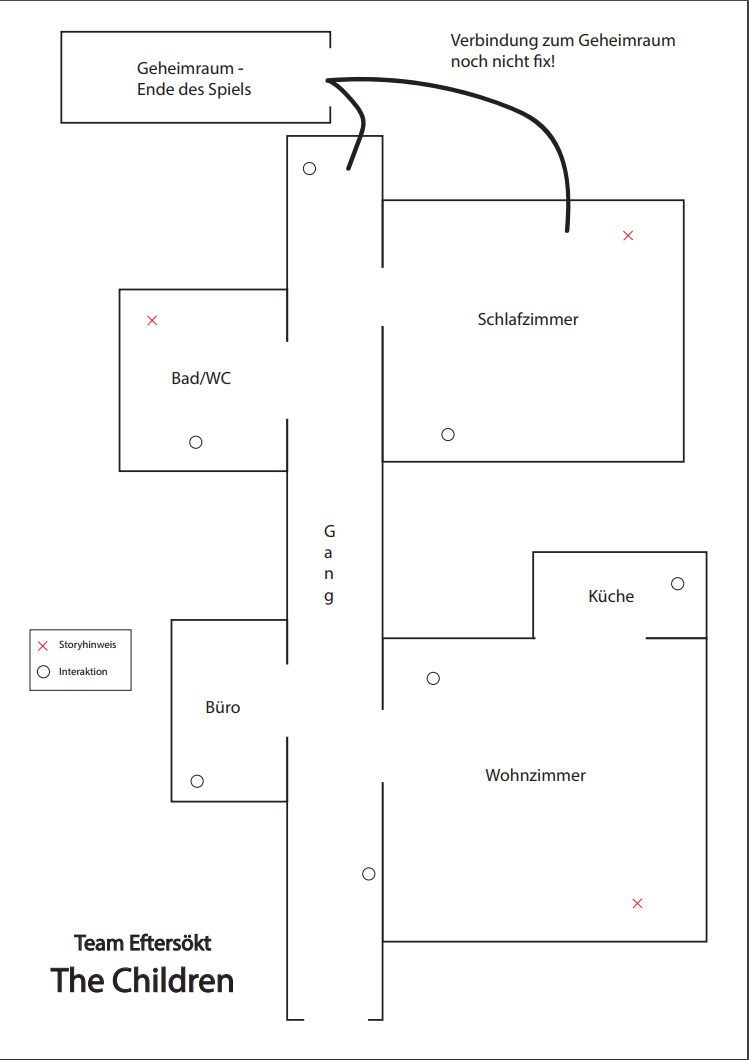 Verbindung zum Geheimraum
noch nicht fix!
Geheimraum -
Ende des Spiels
Schlafzimmer
Bad/WC
G
a
n
g
Küche
Storyhinweis
Interaktion
Büro
Wohnzimmer
Team Eftersökt
The Children